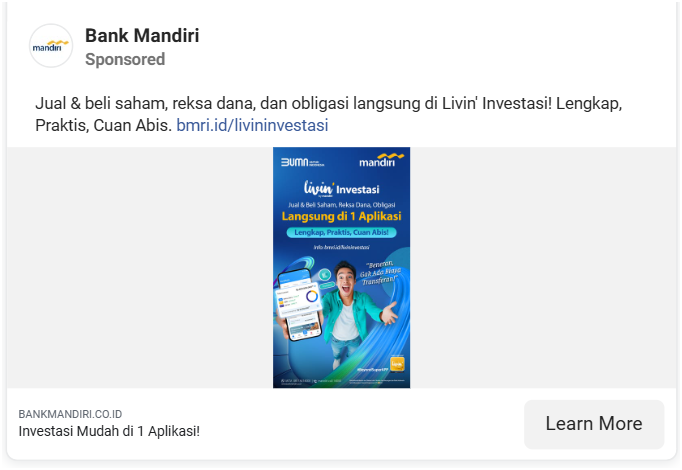 Bank Mandiri
Sponsored
Jual & beli saham, reksa dana, dan obligasi langsung di Livin' Investasi! Lengkap,
Praktis, Cuan Abis. bmri.id/livininvestasi
BUMN
mandiri
livin' Investasi
Jual & Beli Saham, Reksa Dana, Obligasi
Langsung di 1 Aplikasi
Lengkap, Praktis, Cuan Abis!
Info bmri.id/livininvestasi
"Beneran,
Gak Ada Biaya
Transferan!"
BANKMANDIRI.CO.ID
Investasi Mudah di 1 Aplikasi!
Learn More